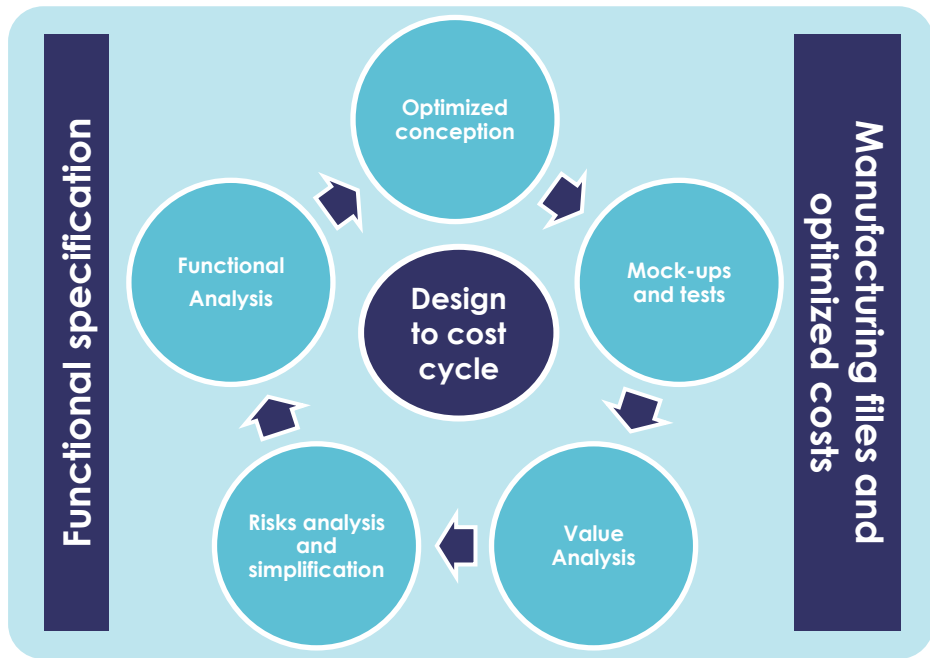 Functional specification
Optimized
conception
Functional
Analysis
Design
to cost
cycle
Mock-ups
and tests
Risks analysis
and
simplification
Value
Analysis
Manufacturing files and
optimized costs